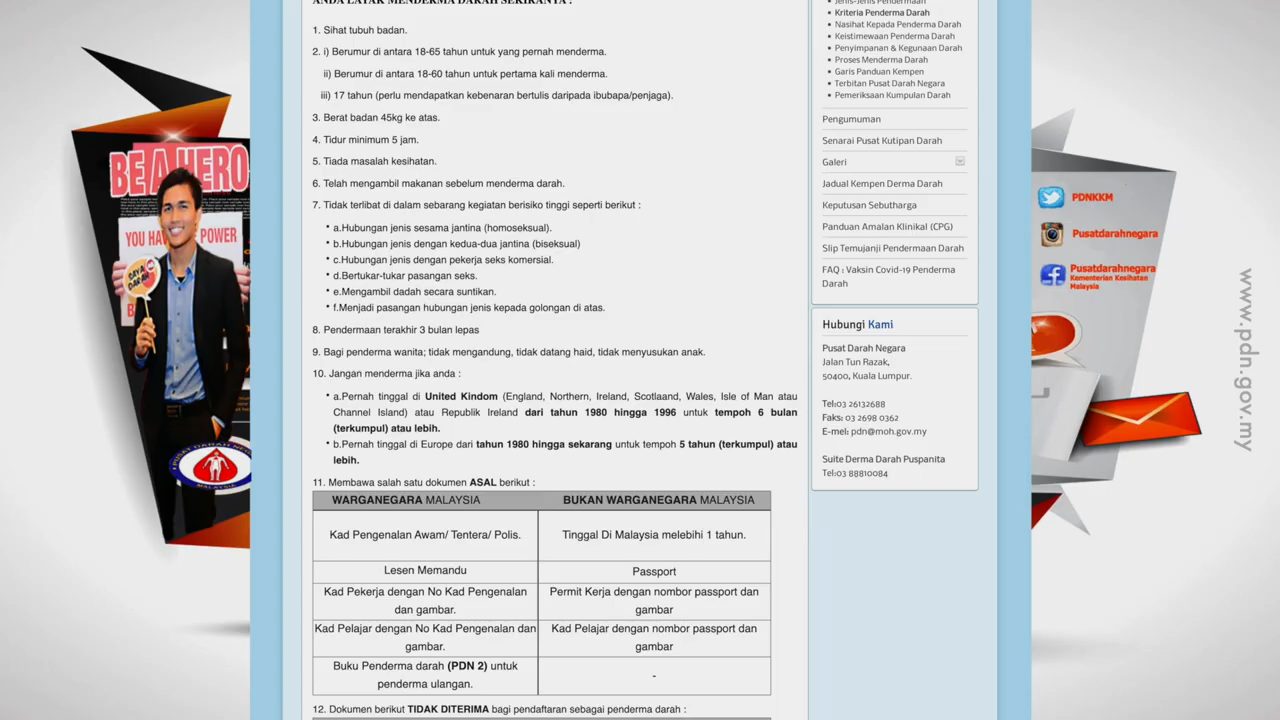 ANDA LAYAK MENDERMA DARAH SEKIRANYA :
1. Sihat tubuh badan.
2. i) Berumur di antara 18-65 tahun untuk yang pernah menderma.
ii) Berumur di antara 18-60 tahun untuk pertama kali menderma.
iii) 17 tahun (perlu mendapatkan kebenaran bertulis daripada ibubapa/penjaga).
3. Berat badan 45kg ke atas.
4. Tidur minimum 5 jam.
5. Tiada masalah kesihatan.
6. Telah mengambil makanan sebelum menderma darah.
7. Tidak terlibat di dalam sebarang kegiatan berisiko tinggi seperti berikut :
• a.Hubungan jenis sesama jantina (homoseksual).
• b.Hubungan jenis dengan kedua-dua jantina (biseksual)
• c.Hubungan jenis dengan pekerja seks komersial.
• d.Bertukar-tukar pasangan seks.
• e.Mengambil dadah secara suntikan.
• f.Menjadi pasangan hubungan jenis kepada golongan di atas.
8. Pendermaan terakhir 3 bulan lepas
9. Bagi penderma wanita; tidak mengandung, tidak datang haid, tidak menyusukan anak.
10. Jangan menderma jika anda :
• a.Pernah tinggal di United Kindom (England, Northern, Ireland, Scotlaand, Wales, Isle of Man atau
Channel Island) atau Republik Ireland dari tahun 1980 hingga 1996 untuk tempoh 6 bulan
(terkumpul) atau lebih.
• b.Pernah tinggal di Europe dari tahun 1980 hingga sekarang untuk tempoh 5 tahun (terkumpul) atau
lebih.
11. Membawa salah satu dokumen ASAL berikut :
WARGANEGARA MALAYSIA BUKAN WARGANEGARA MALAYSIA
Kad Pengenalan Awam/ Tentera/ Polis. Tinggal Di Malaysia melebihi 1 tahun.
Lesen Memandu Passport
Kad Pekerja dengan No Kad Pengenalan Permit Kerja dengan nombor passport dan
dan gambar. gambar
Kad Pelajar dengan No Kad Pengenalan dan Kad Pelajar dengan nombor passport dan
gambar. gambar
Buku Penderma darah (PDN 2) untuk -
penderma ulangan.
12. Dokumen berikut TIDAK DITERIMA bagi pendaftaran sebagai penderma darah :
Jenis-Jenis Pendermaan
• Kriteria Penderma Darah
• Nasihat Kepada Penderma Darah
• Keistimewaan Penderma Darah
• Penyimpanan & Kegunaan Darah
• Proses Menderma Darah
• Garis Panduan Kempen
• Terbitan Pusat Darah Negara
• Pemeriksaan Kumpulan Darah
Pengumuman
Senarai Pusat Kutipan Darah
Galeri
Jadual Kempen Derma Darah
Keputusan Sebutharga
Panduan Amalan Klinikal (CPG)
Slip Temujanji Pendermaan Darah
FAQ : Vaksin Covid-19 Penderma
Darah
Hubungi Kami
Pusat Darah Negara
Jalan Tun Razak,
50400, Kuala Lumpur.
Tel:03 26132688
Faks: 03 2698 0362
E-mel: pdn@moh.gov.my
Suite Derma Darah Puspanita
Tel:03 88810084
BE A HERO
YOU HAVE POWER
SAYA
DARAH
PUSAT DARAH NEGARA
MALAYSIA
PDNKKM
Pusatdarahnegara
Pusatdarahnegara
Kementerian Kesihatan
Malaysia
www.pdn.gov.my